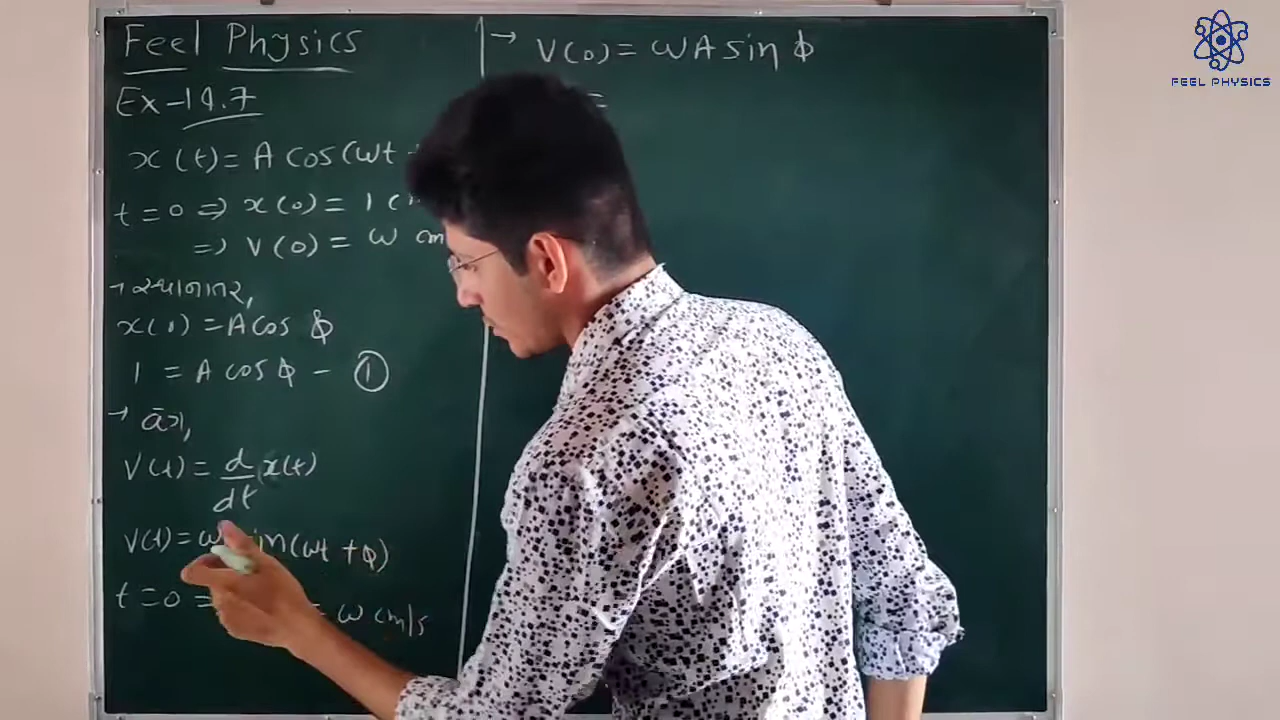 Feel Physics
Ex-14.7
x(t) = A cos(ωt +
t = 0 ⇒ x(0) = 1 c
⇒ v(0) = ω cm
→ સ્થાનાંતર,
x(0) = A cos ϕ
1 = A cos ϕ - ①
→ વેગ,
v(t) = d/dt x(t)
v(t) = ω sin(ωt + ϕ)
t = 0 = ω cm/s
→ v(0) = ω A sin ϕ
=
FEEL PHYSICS